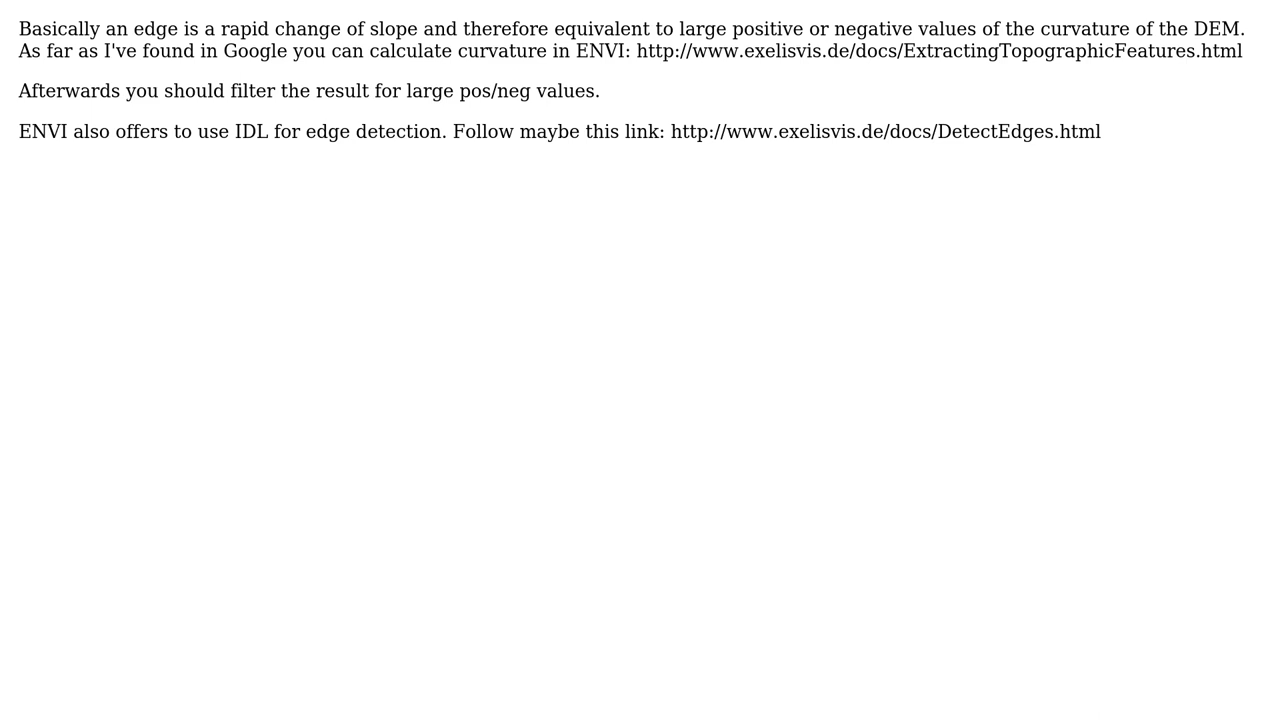 Basically an edge is a rapid change of slope and therefore equivalent to large positive or negative values of the curvature of the DEM.
As far as I've found in Google you can calculate curvature in ENVI: http://www.exelisvis.de/docs/ExtractingTopographicFeatures.html
Afterwards you should filter the result for large pos/neg values.
ENVI also offers to use IDL for edge detection. Follow maybe this link: http://www.exelisvis.de/docs/DetectEdges.html